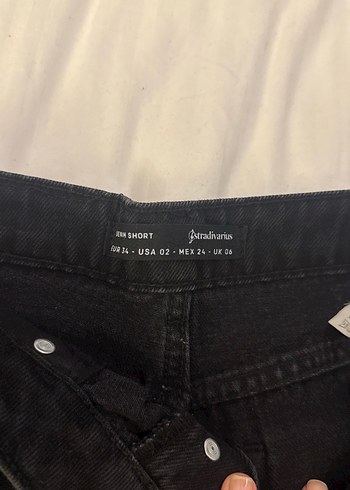 DENIM SHORT
stradivarius
EUR 34 - USA 02 - MEX 24 - UK 06